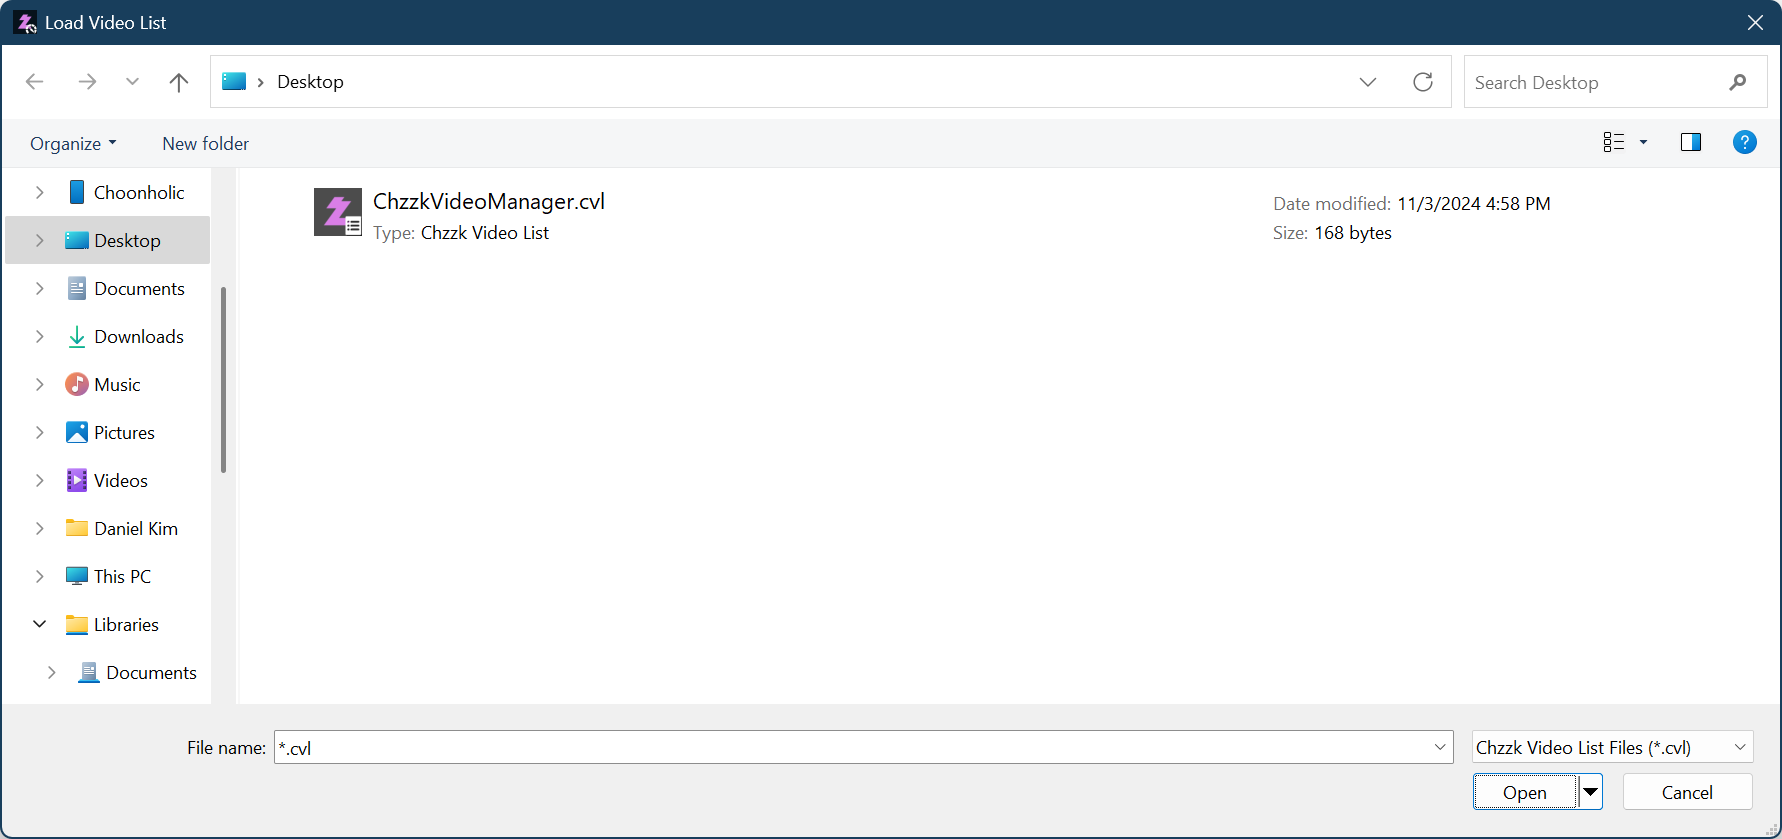 Load Video List
Desktop
Search Desktop
Organize
New folder
?
Choonholic
Desktop
Documents
Downloads
Music
Pictures
Videos
Daniel Kim
This PC
Libraries
Documents
ChzzkVideoManager.cvl
Type: Chzzk Video List
Date modified: 11/3/2024 4:58 PM
Size: 168 bytes
File name: *.cvl
Chzzk Video List Files (*.cvl)
Open
Cancel